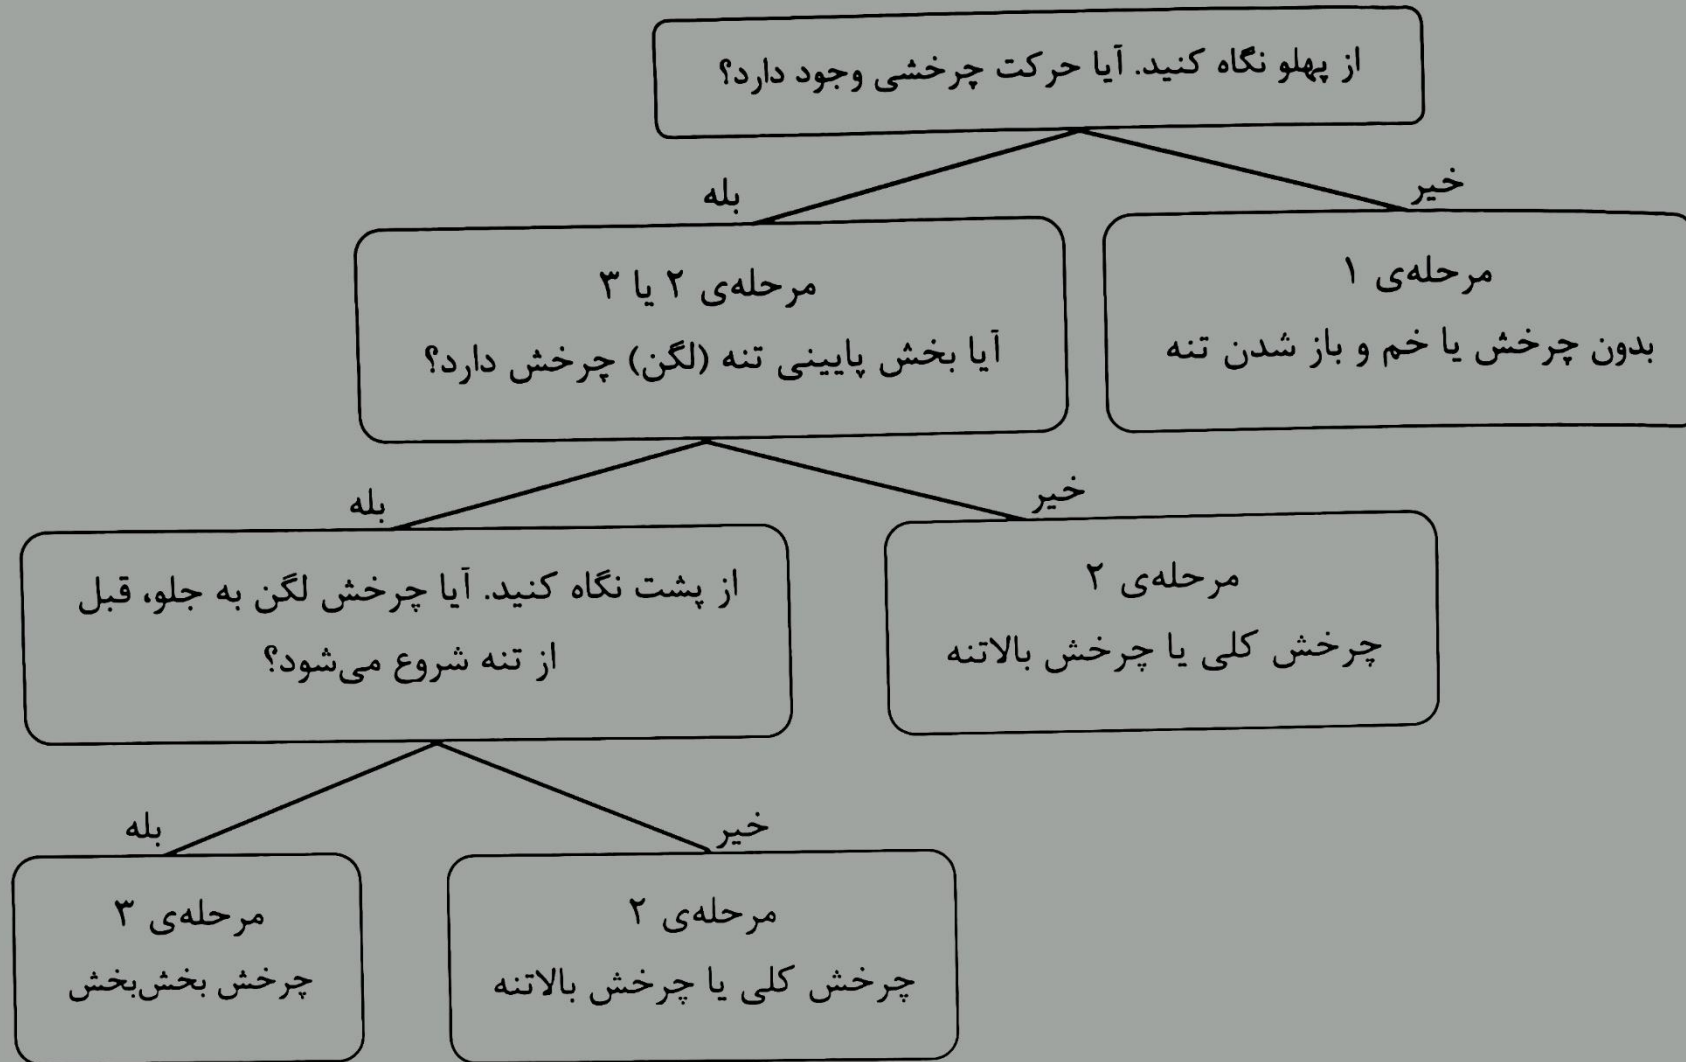 از پهلو نگاه کنید. آیا حرکت چرخشی وجود دارد؟
خیر
بله
مرحله‌ی ۱
بدون چرخش یا خم و باز شدن تنه
مرحله‌ی ۲ یا ۳
آیا بخش پایینی تنه (لگن) چرخش دارد؟
خیر
بله
مرحله‌ی ۲
چرخش کلی یا چرخش بالاتنه
از پشت نگاه کنید. آیا چرخش لگن به جلو، قبل
از تنه شروع می‌شود؟
خیر
بله
مرحله‌ی ۲
چرخش کلی یا چرخش بالاتنه
مرحله‌ی ۳
چرخش بخش‌بخش